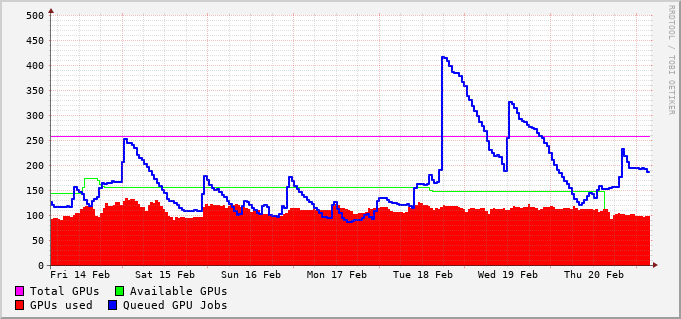 500
450
400
350
300
250
200
150
100
50
0
Fri 14 Feb Sat 15 Feb Sun 16 Feb Mon 17 Feb Tue 18 Feb Wed 19 Feb Thu 20 Feb
Total GPUs Available GPUs
GPUs used Queued GPU Jobs
RRDTOOL / TOBI OETIKER